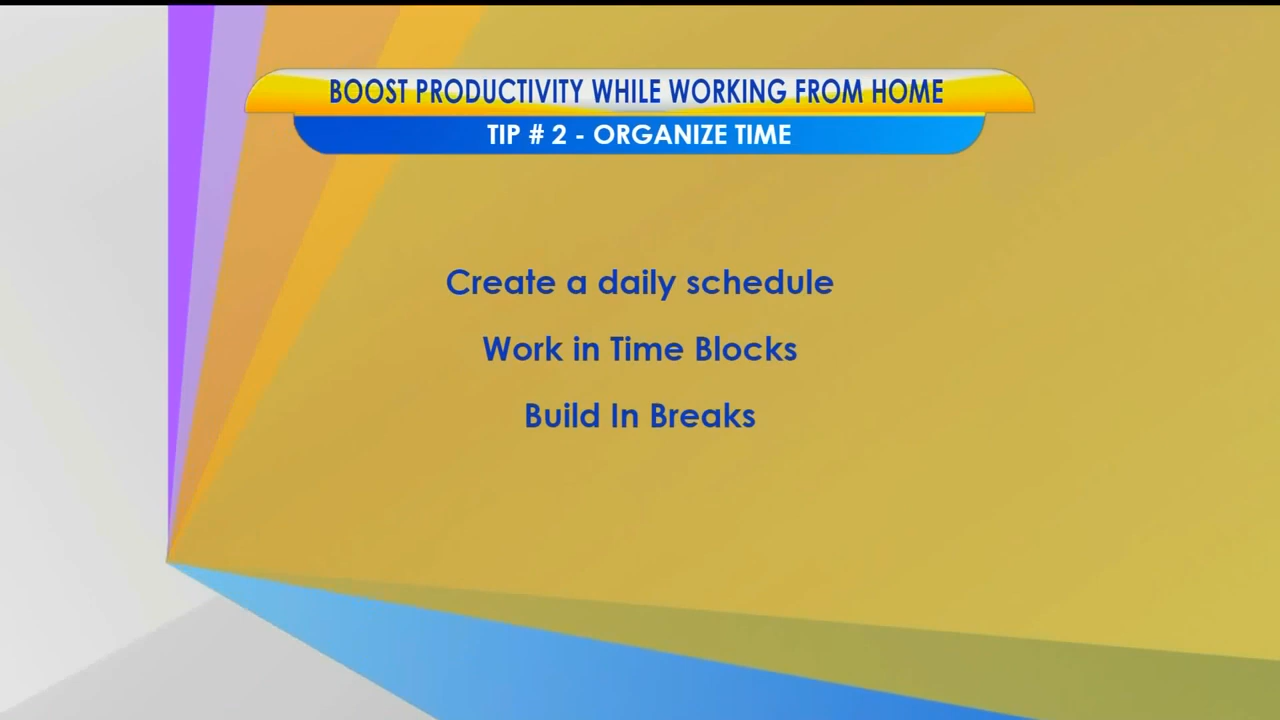 BOOST PRODUCTIVITY WHILE WORKING FROM HOME
TIP # 2 - ORGANIZE TIME
Create a daily schedule
Work in Time Blocks
Build In Breaks